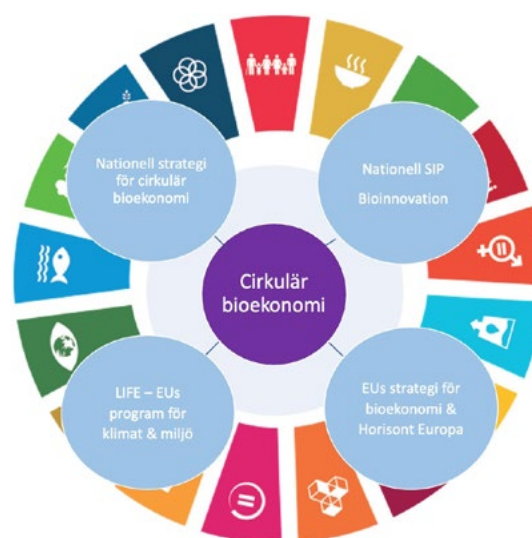 Nationell strategi
för cirkulär
bioekonomi
Nationell SIP
Bioinnovation
Cirkulär
bioekonomi
LIFE – EUs
program för
klimat & miljö
EUs strategi för
bioekonomi &
Horisont Europa